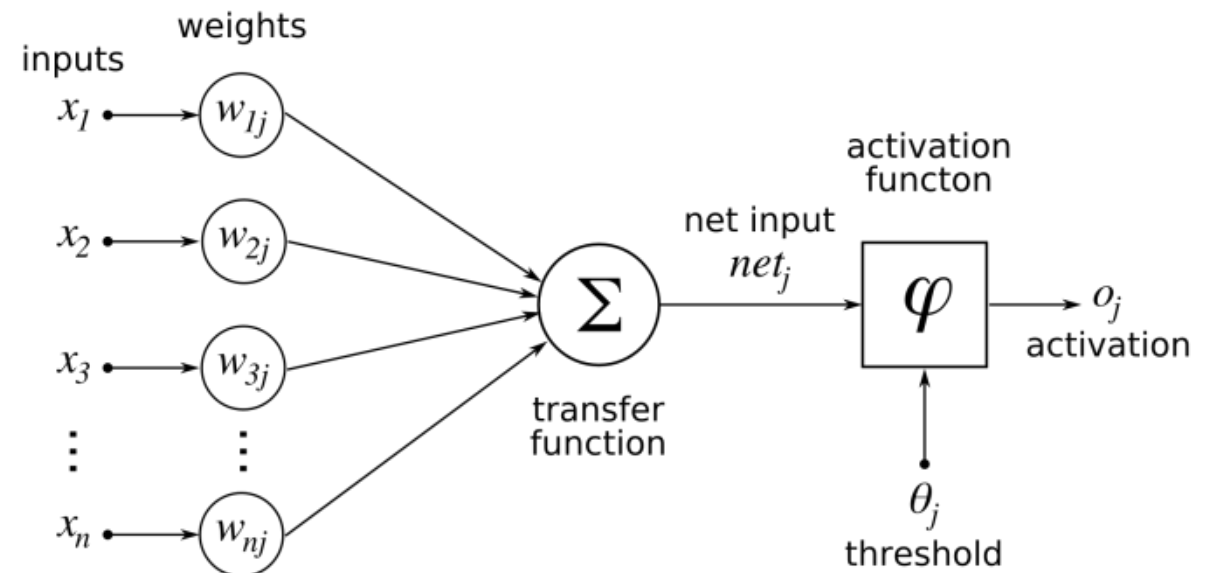 weights
inputs
x₁
w₁ⱼ
x₂
w₂ⱼ
x₃
w₃ⱼ
⋮
⋮
xₙ
wₙⱼ
Σ
transfer
function
net input
netⱼ
activation
functon
φ
oⱼ
activation
θⱼ
threshold